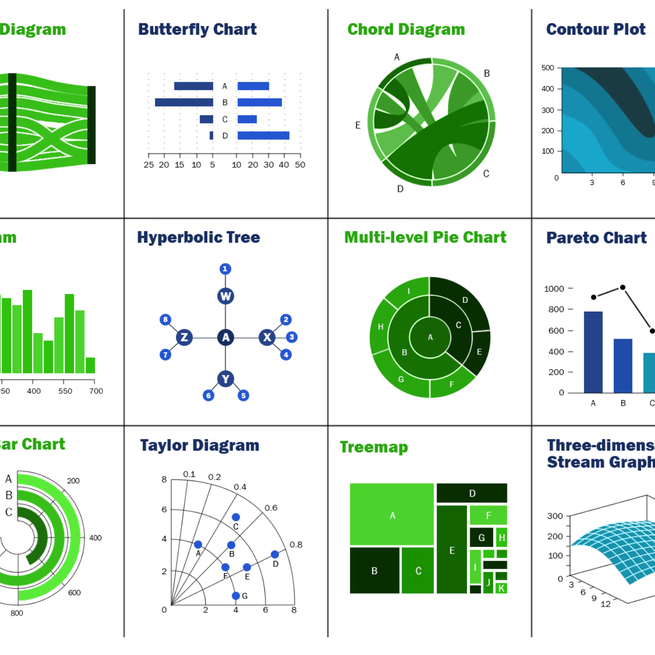 Diagram
Butterfly Chart
Chord Diagram
Contour Plot
A
B
C
D
25 20 15 10 5 10 20 30 40 50
A
B
C
D
E
500
400
300
200
100
0
3 6 9
am
Hyperbolic Tree
Multi-level Pie Chart
Pareto Chart
250 400 550 700
1
W
8 2
Z A X 3
7 4
Y
6 5
I D
H C
A
B E
G F
1000
800
600
400
200
0
A B C
Bar Chart
Taylor Diagram
Treemap
Three-dimens
Stream Graph
A
B
C
200
400
600
800
0.1 0.2
0.4
0.6
0.8
8
6
4
2
0 2 4 6 8
C
A B
D
F E
G
A D
F
E G H
B C I
J
K
300
200
100
0
3 6 9 12